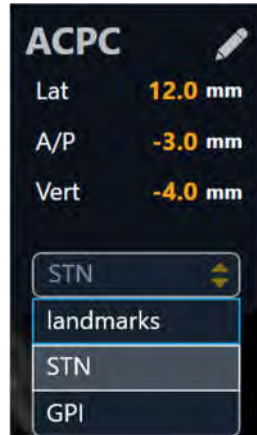 ACPC
Lat 12.0 mm
A/P -3.0 mm
Vert -4.0 mm
STN
landmarks
STN
GPI